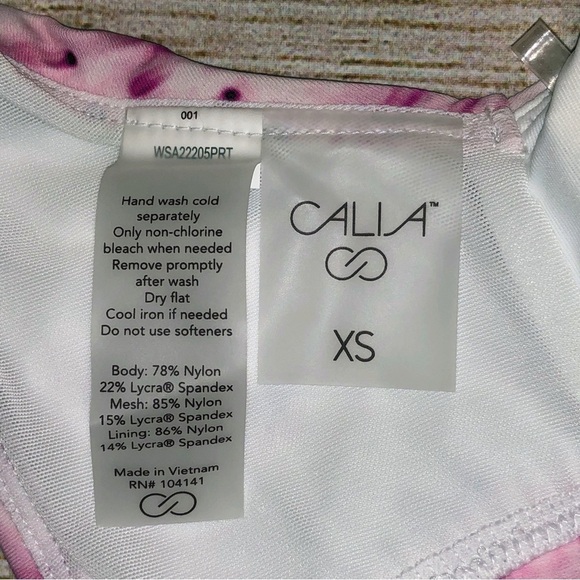 001
WSA22205PRT
Hand wash cold
separately
Only non-chlorine
bleach when needed
Remove promptly
after wash
Dry flat
Cool iron if needed
Do not use softeners
Body: 78% Nylon
22% Lycra® Spandex
Mesh: 85% Nylon
15% Lycra® Spandex
Lining: 86% Nylon
14% Lycra® Spandex
Made in Vietnam
RN# 104141
CALIA™
XS